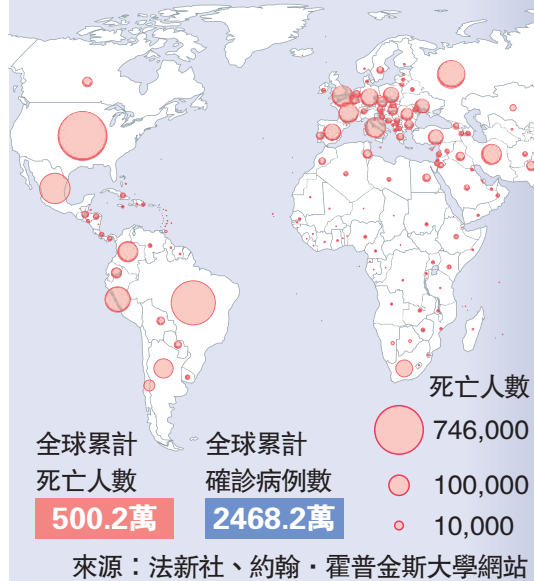 死亡人數
746,000
100,000
10,000
全球累計
死亡人數
500.2萬
全球累計
確診病例數
2468.2萬
來源：法新社、約翰·霍普金斯大學網站